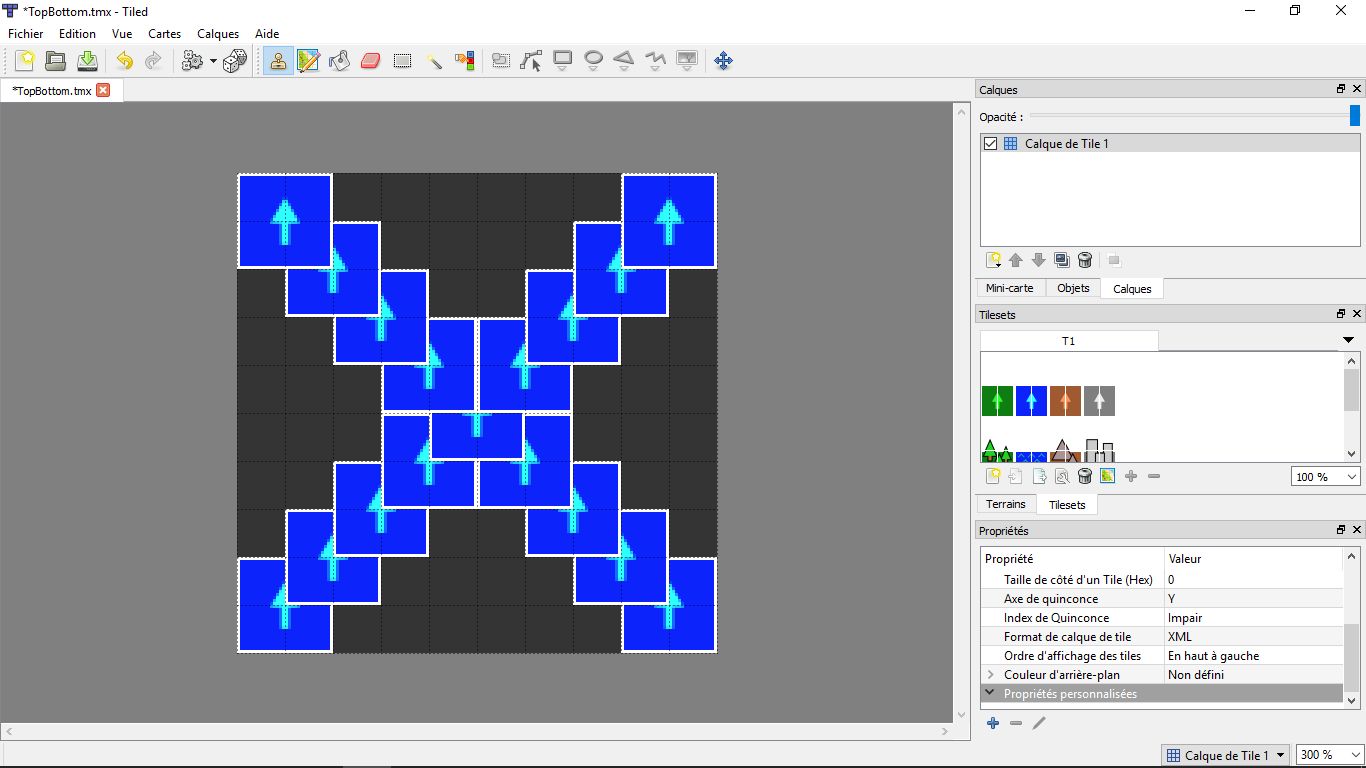 *TopBottom.tmx - Tiled
Fichier Edition Vue Cartes Calques Aide
*TopBottom.tmx
Calques
Opacité :
Calque de Tile 1
Mini-carte Objets Calques
Tilesets
T1
100 %
Terrains Tilesets
Propriétés
Propriété Valeur
Taille de côté d'un Tile (Hex) 0
Axe de quinconce Y
Index de Quinconce Impair
Format de calque de tile XML
Ordre d'affichage des tiles En haut à gauche
Couleur d'arrière-plan Non défini
Propriétés personnalisées
Calque de Tile 1 300 %